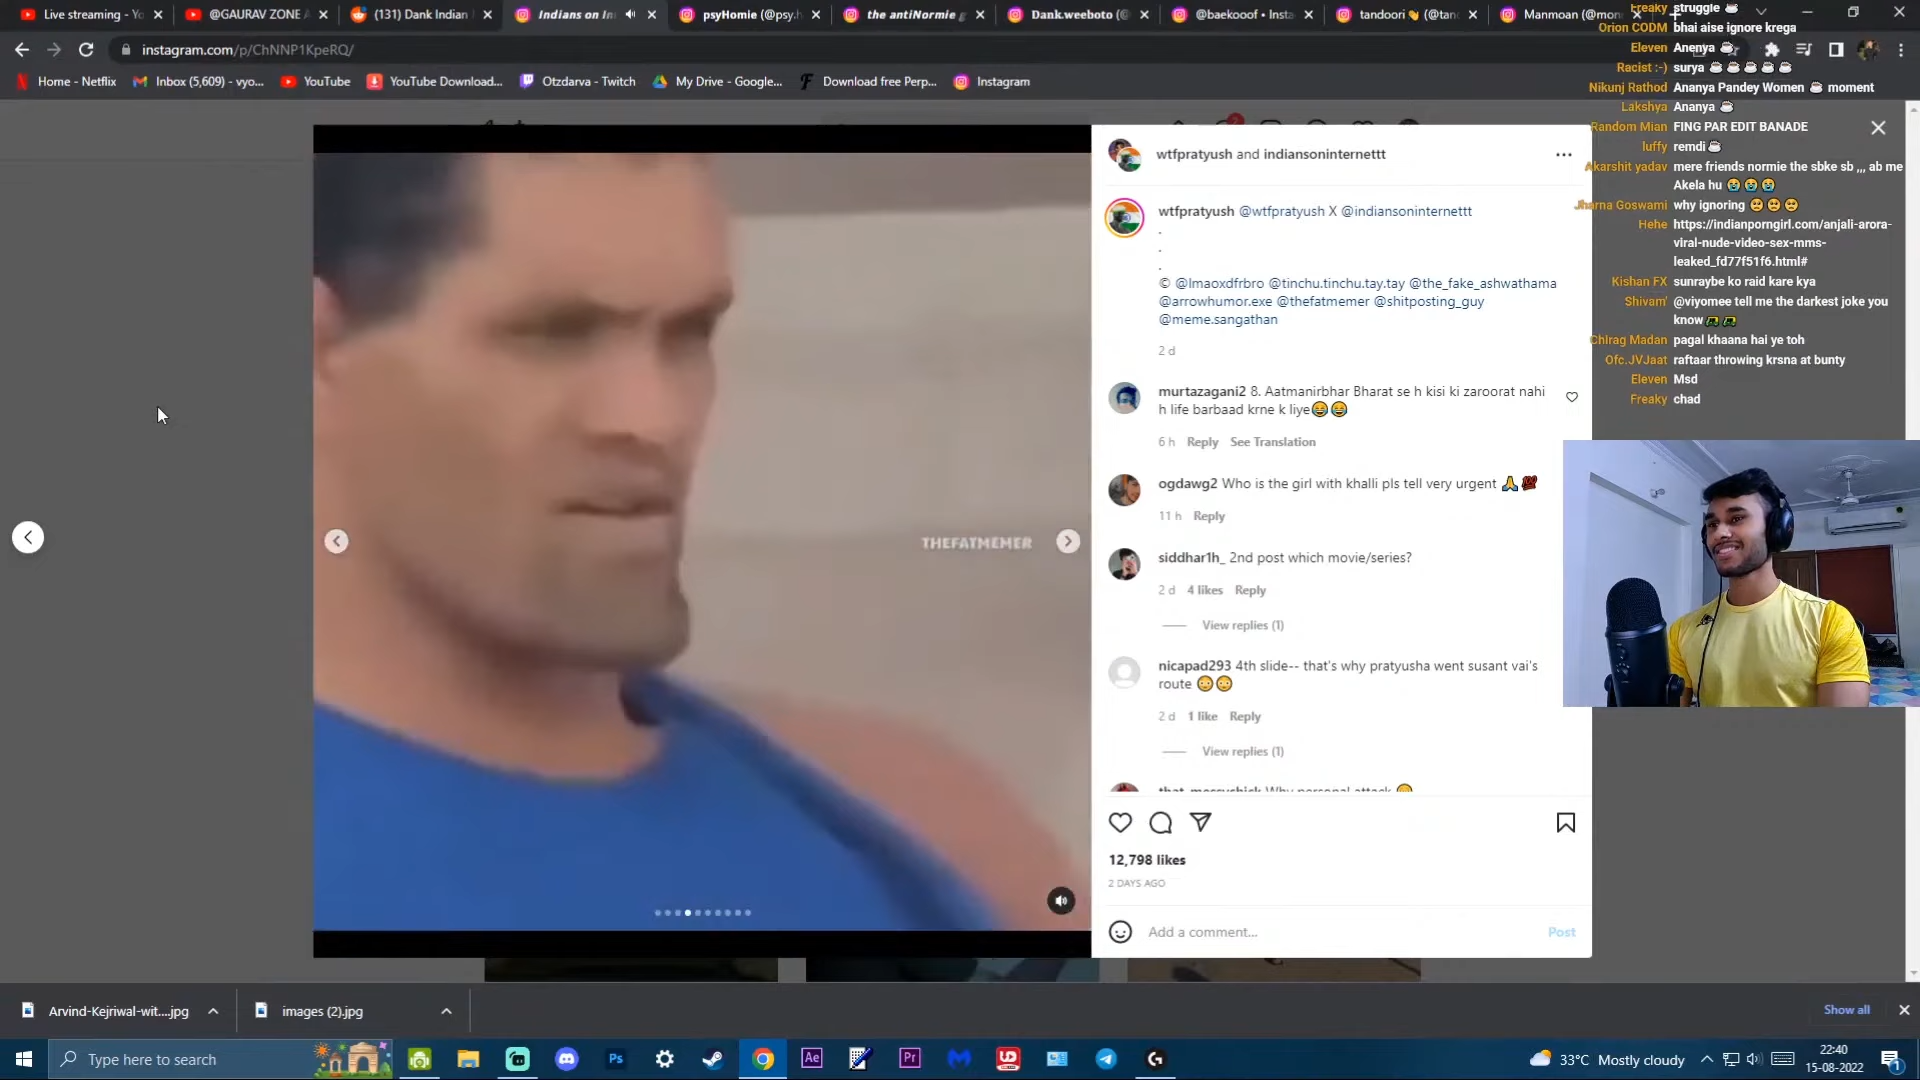 Live streaming - Yo
@GAURAV ZONE
(131) Dank Indian
Indians on In
psyHomie (@psy.h
the antiNormie
Dank.weeboto (@
@baekooof • Insta
tandoori (@tan
Manmoan (@mon
instagram.com/p/ChNNP1KpeRQ/
Home - Netflix
Inbox (5,609) - vyo...
YouTube
YouTube Download...
Otzdarva - Twitch
My Drive - Google...
Download free Perp...
Instagram
Freaky struggle ☕
Orion CODM bhai aise ignore krega
Eleven Anenya ☕
Racist :-) surya ☕☕☕☕☕
Nikunj Rathod Ananya Pandey Women ☕ moment
Lakshya Ananya ☕
Random Mian FING PAR EDIT BANADE
luffy remdi☕
Akarshit yadav mere friends normie the sbke sb ,,, ab me
Akela hu 😭😭😭
Jharna Goswami why ignoring 🥺🥺🥺
Hehe https://indianporngirl.com/anjali-arora-
viral-nude-video-sex-mms-
leaked_fd77f51f6.html#
Kishan FX sunraybe ko raid kare kya
Shivam' @viyomee tell me the darkest joke you
know
Chirag Madan pagal khaana hai ye toh
Ofc.JVJaat raftaar throwing krsna at bunty
Eleven Msd
Freaky chad
THEFATMEMER
wtfpratyush and indiansoninternettt
wtfpratyush @wtfpratyush X @indiansoninternettt
.
.
.
© @lmaoxdfrbro @tinchu.tinchu.tay.tay @the_fake_ashwathama
@arrowhumor.exe @thefatmemer @shitposting_guy
@meme.sangathan
2 d
murtazagani2 8. Aatmanirbhar Bharat se h kisi ki zaroorat nahi
h life barbaad krne k liye😂😂
6 h Reply See Translation
ogdawg2 Who is the girl with khalli pls tell very urgent 🙏💯
11 h Reply
siddhar1h_ 2nd post which movie/series?
2 d 4 likes Reply
View replies (1)
nicapad293 4th slide-- that's why pratyusha went susant vai's
route 😳😳
2 d 1 like Reply
View replies (1)
Why personal attack
12,798 likes
2 DAYS AGO
Add a comment...
Post
Arvind-Kejriwal-wit....jpg
images (2).jpg
Show all
Type here to search
33°C Mostly cloudy
22:40
15-08-2022